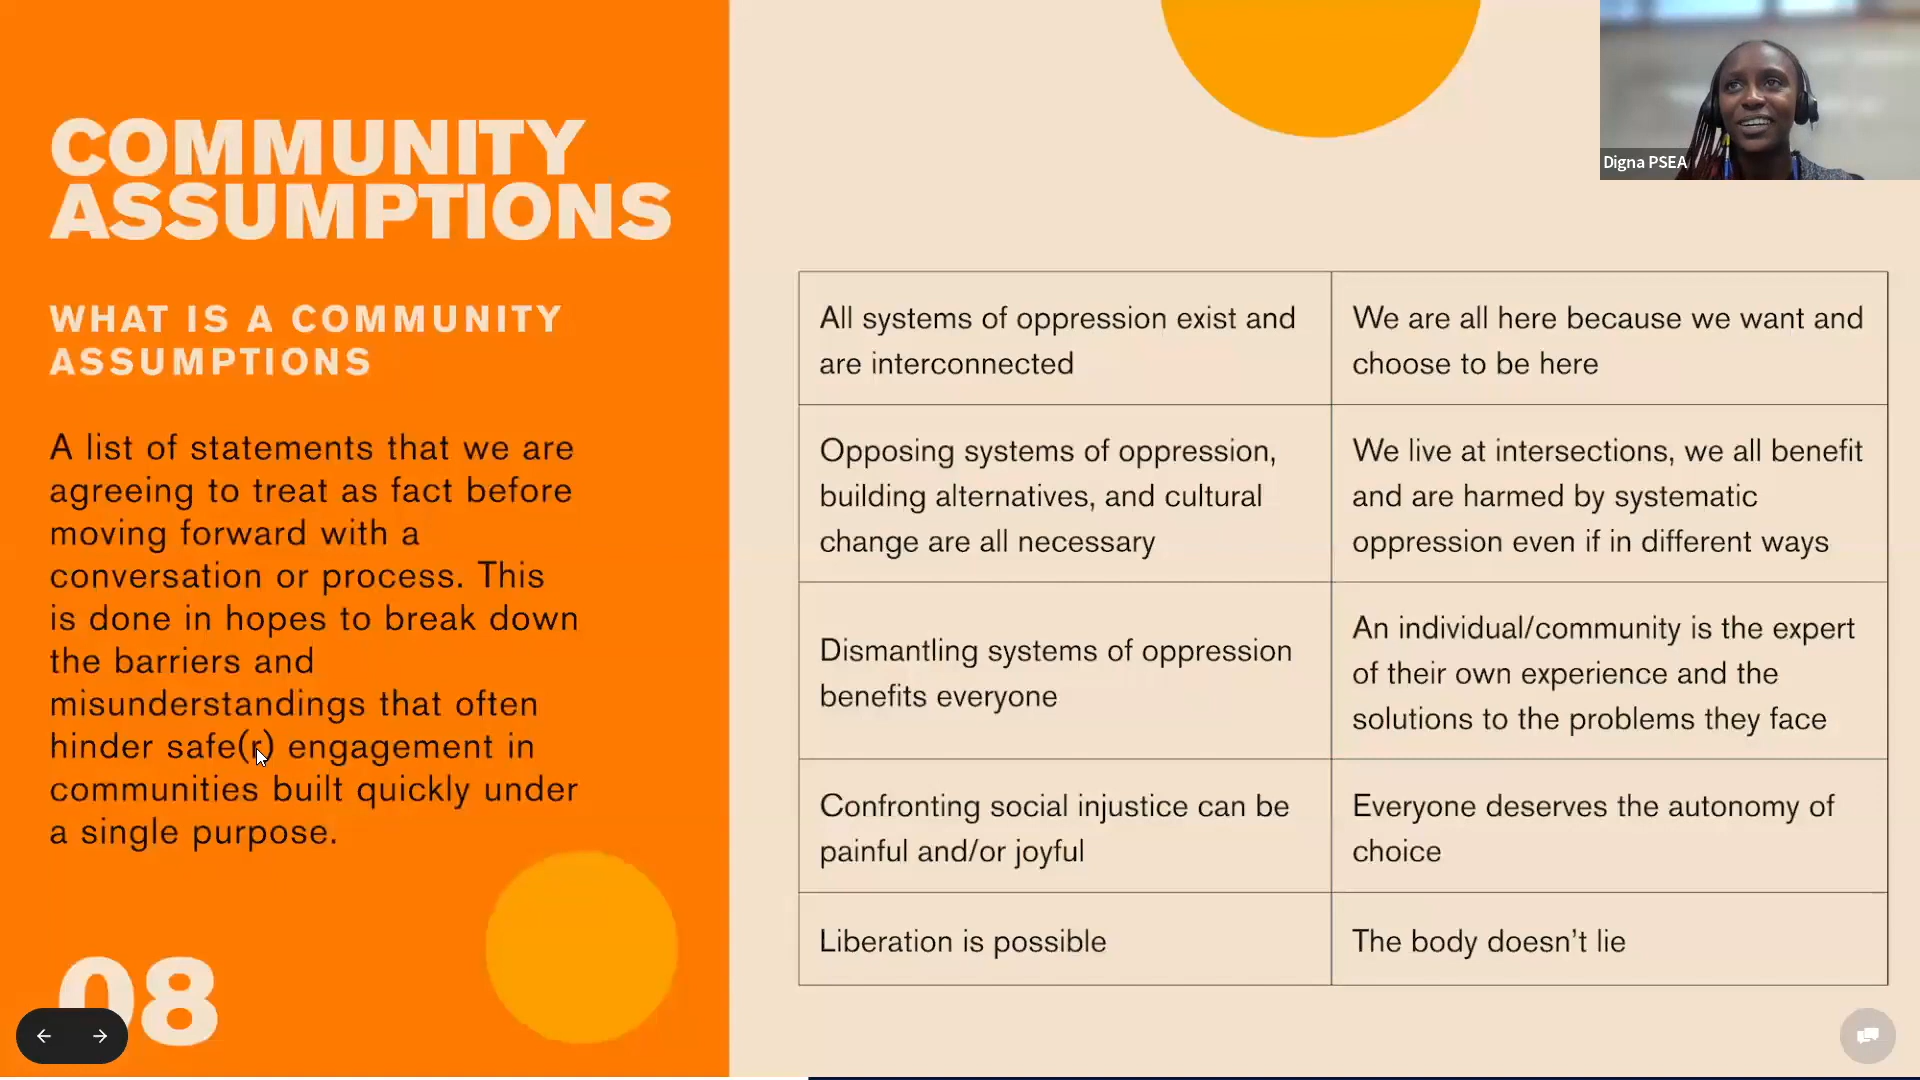 COMMUNITY
ASSUMPTIONS
WHAT IS A COMMUNITY
ASSUMPTIONS
A list of statements that we are
agreeing to treat as fact before
moving forward with a
conversation or process. This
is done in hopes to break down
the barriers and
misunderstandings that often
hinder safe(r) engagement in
communities built quickly under
a single purpose.
08
All systems of oppression exist and
are interconnected
We are all here because we want and
choose to be here
Opposing systems of oppression,
building alternatives, and cultural
change are all necessary
We live at intersections, we all benefit
and are harmed by systematic
oppression even if in different ways
Dismantling systems of oppression
benefits everyone
An individual/community is the expert
of their own experience and the
solutions to the problems they face
Confronting social injustice can be
painful and/or joyful
Everyone deserves the autonomy of
choice
Liberation is possible
The body doesn’t lie
Digna PSEA